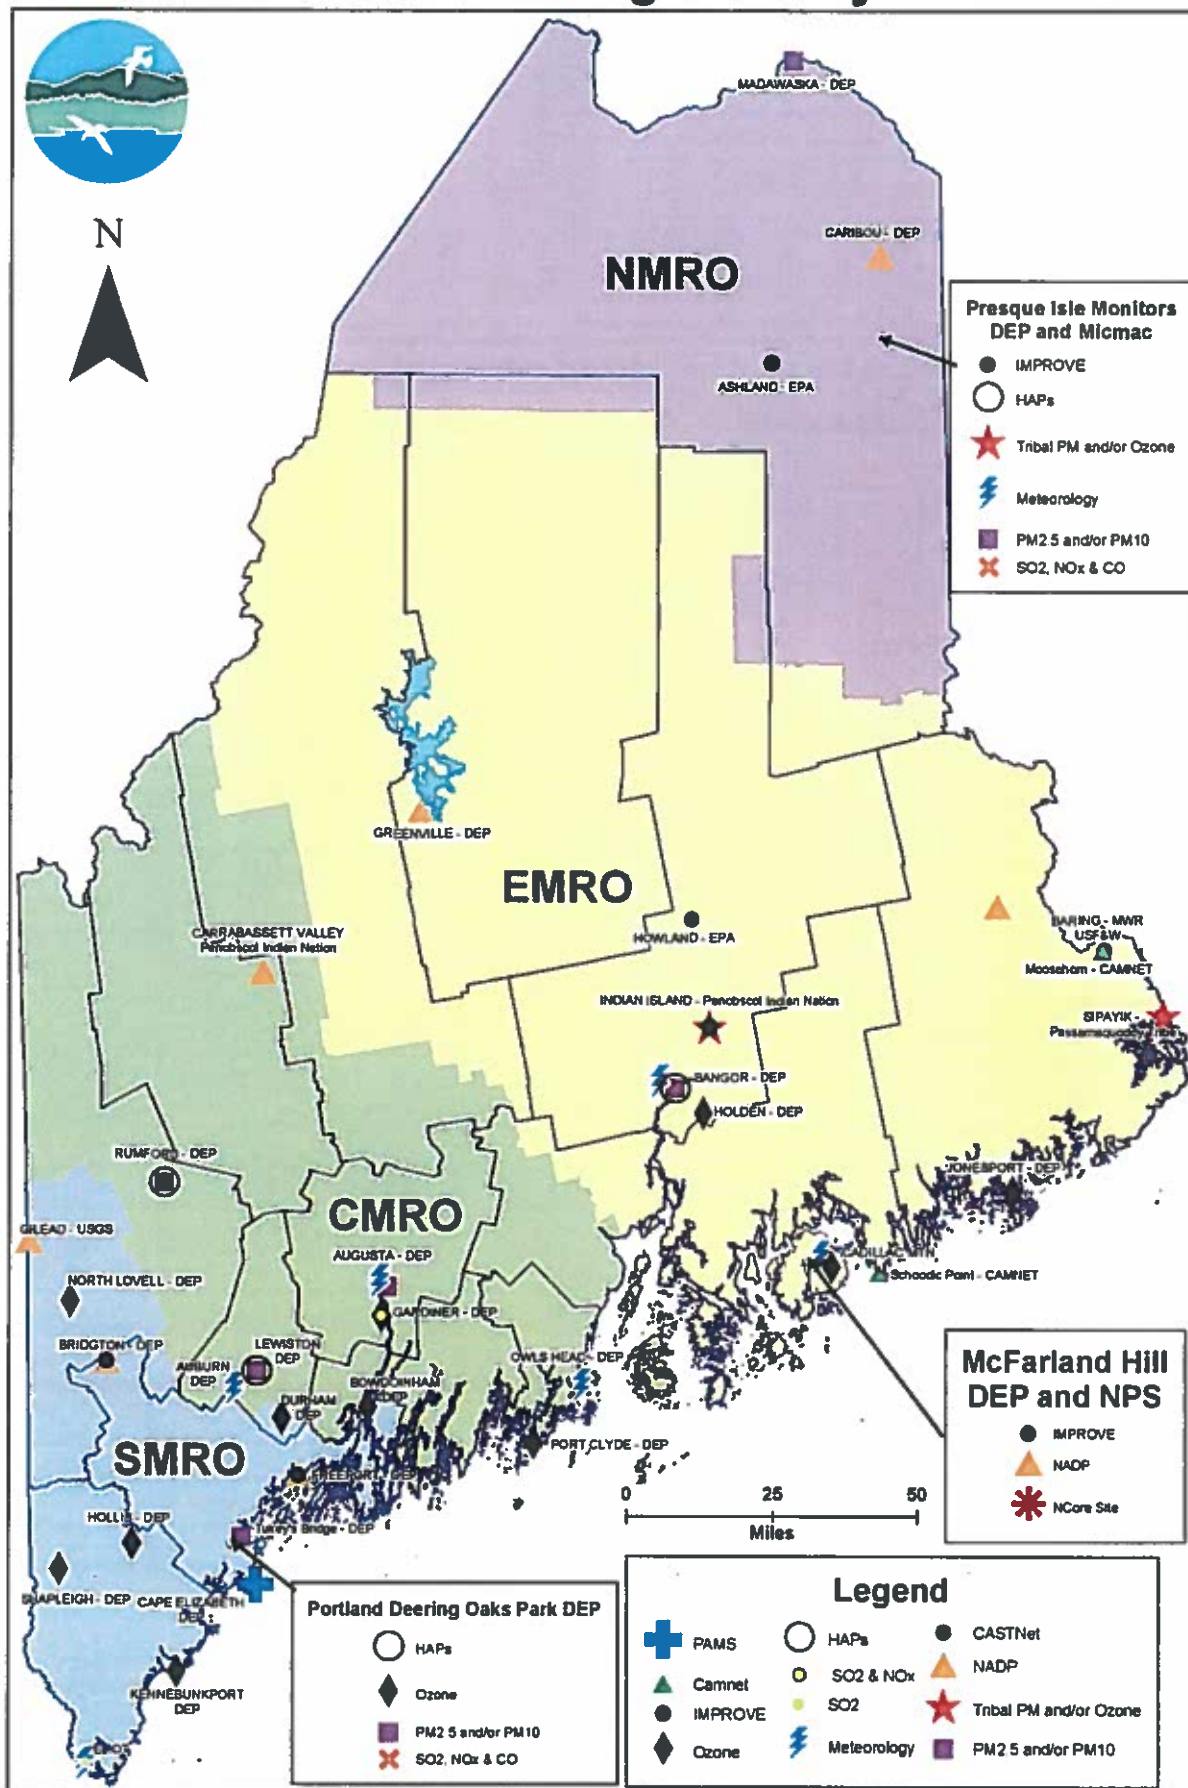 N
MADAWASKA - DEP
CARIBOU - DEP
NMRO
ASHLAND - EPA
Presque Isle Monitors
DEP and Micmac
IMPROVE
HAPs
Tribal PM and/or Ozone
Meteorology
PM2.5 and/or PM10
SO2, NOx & CO
GREENVILLE - DEP
EMRO
HOWLAND - EPA
CARRABASSETT VALLEY
Penobscot Indian Nation
BARING - MWR
USF&W
Moosehorn - CAMNET
INDIAN ISLAND - Penobscot Indian Nation
SIPAYIK -
Passamaquoddy Tribe
BANGOR - DEP
HOLDEN - DEP
RUMFORD - DEP
JONESPORT - DEP
CMRO
GILEAD - USGS
AUGUSTA - DEP
CADILLAC MTN
Schoodic Point - CAMNET
NORTH LOVELL - DEP
GARDINER - DEP
BRIDGTON - DEP
LEWISTON
DEP
AUBURN
DEP
OWLS HEAD - DEP
BOWDOINHAM
DEP
DURHAM
DEP
PORT CLYDE - DEP
SMRO
FREEPORT - DEP
McFarland Hill
DEP and NPS
IMPROVE
NADP
NCore Site
0 25 50
Miles
HOLLIS - DEP
Tukey's Bridge - DEP
SHAPLEIGH - DEP
CAPE ELIZABETH
DEP
KENNEBUNKPORT
DEP
Portland Deering Oaks Park DEP
HAPs
Ozone
PM2.5 and/or PM10
SO2, NOx & CO
Legend
PAMS
Camnet
IMPROVE
Ozone
HAPs
SO2 & NOx
SO2
Meteorology
CASTNet
NADP
Tribal PM and/or Ozone
PM2.5 and/or PM10